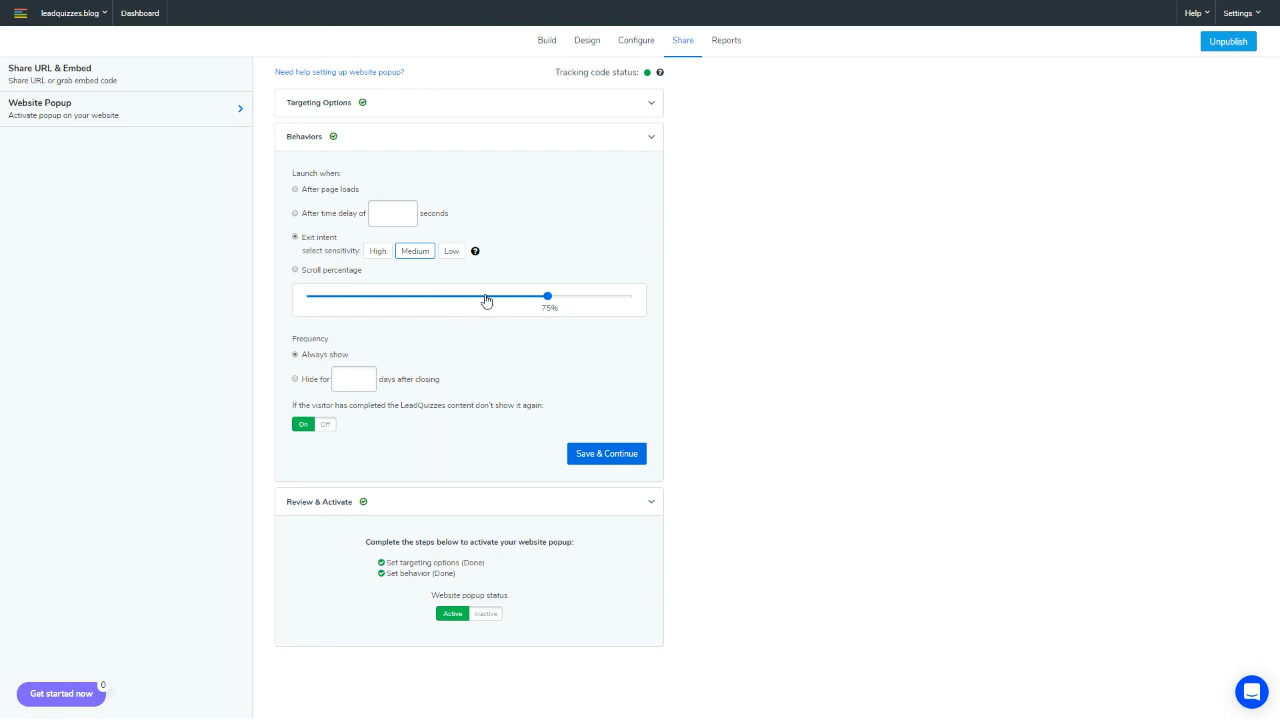 leadquizzes.blog Dashboard Help Settings
Build Design Configure Share Reports Unpublish
Share URL & Embed
Share URL or grab embed code
Website Popup
Activate popup on your website
Need help setting up website popup? Tracking code status:
Targeting Options
Behaviors
Launch when:
After page loads
After time delay of seconds
Exit intent
select sensitivity: High Medium Low
Scroll percentage
75%
Frequency
Always show
Hide for days after closing
If the visitor has completed the LeadQuizzes content don't show it again:
On Off
Save & Continue
Review & Activate
Complete the steps below to activate your website popup:
Set targeting options (Done)
Set behavior (Done)
Website popup status
Active Inactive
Get started now 0